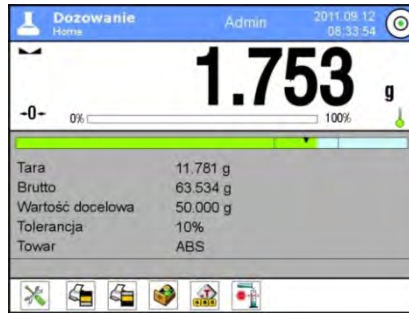 Dozowanie Admin 2011.09.12
Home 08:33:54
1.753 g
-0- 0% 100%
Tara 11.781 g
Brutto 63.534 g
Wartość docelowa 50.000 g
Tolerancja 10%
Towar ABS